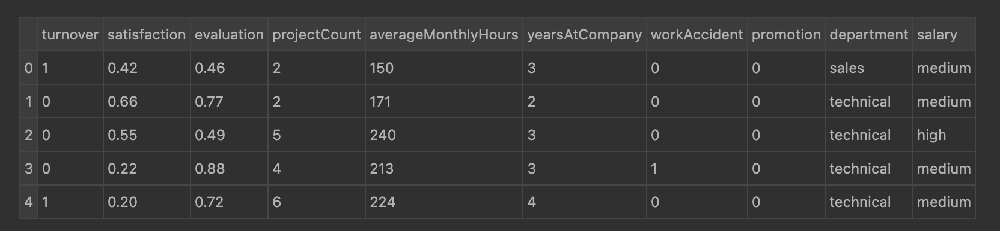 turnover satisfaction evaluation projectCount averageMonthlyHours yearsAtCompany workAccident promotion department salary
0 1 0.42 0.46 2 150 3 0 0 sales medium
1 0 0.66 0.77 2 171 2 0 0 technical medium
2 0 0.55 0.49 5 240 3 0 0 technical high
3 0 0.22 0.88 4 213 3 1 0 technical medium
4 1 0.20 0.72 6 224 4 0 0 technical medium